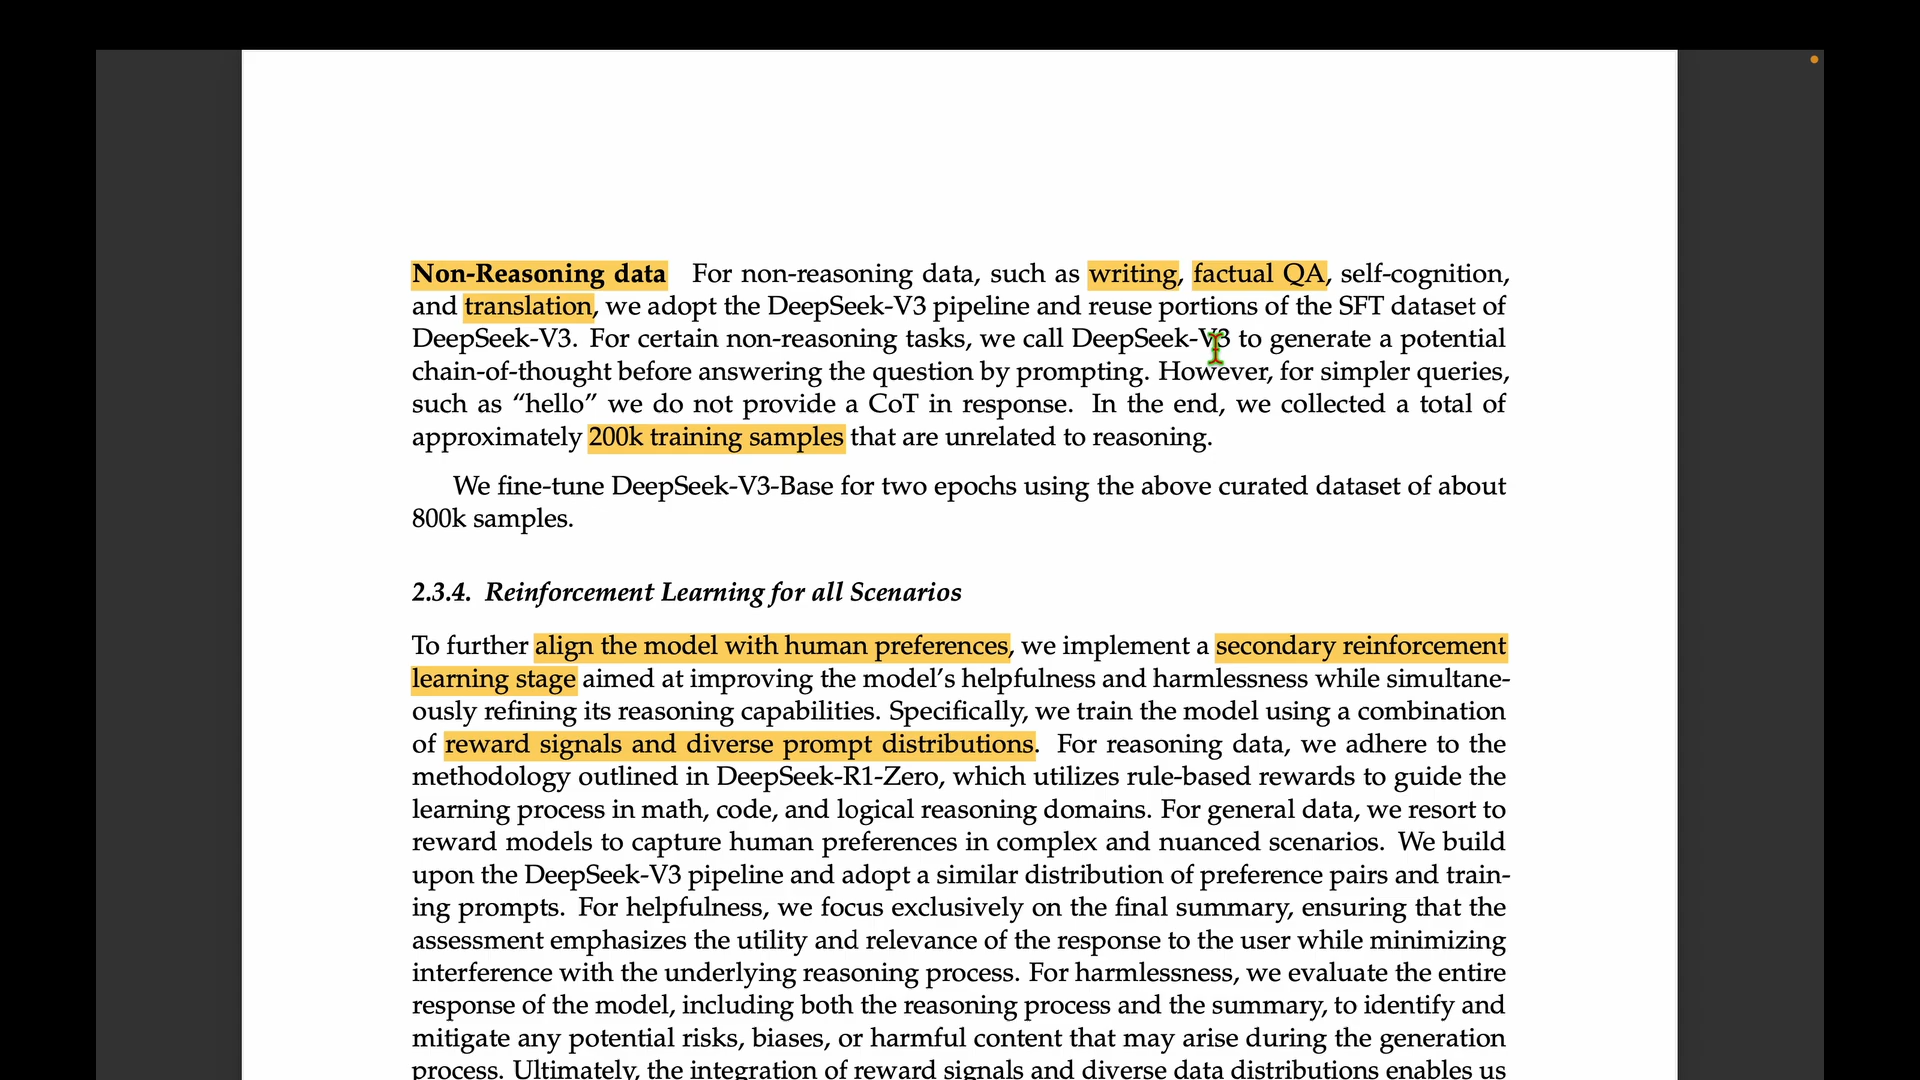 Non-Reasoning data For non-reasoning data, such as writing, factual QA, self-cognition,
and translation, we adopt the DeepSeek-V3 pipeline and reuse portions of the SFT dataset of
DeepSeek-V3. For certain non-reasoning tasks, we call DeepSeek-V3 to generate a potential
chain-of-thought before answering the question by prompting. However, for simpler queries,
such as “hello” we do not provide a CoT in response. In the end, we collected a total of
approximately 200k training samples that are unrelated to reasoning.
We fine-tune DeepSeek-V3-Base for two epochs using the above curated dataset of about
800k samples.
2.3.4. Reinforcement Learning for all Scenarios
To further align the model with human preferences, we implement a secondary reinforcement
learning stage aimed at improving the model’s helpfulness and harmlessness while simultane-
ously refining its reasoning capabilities. Specifically, we train the model using a combination
of reward signals and diverse prompt distributions. For reasoning data, we adhere to the
methodology outlined in DeepSeek-R1-Zero, which utilizes rule-based rewards to guide the
learning process in math, code, and logical reasoning domains. For general data, we resort to
reward models to capture human preferences in complex and nuanced scenarios. We build
upon the DeepSeek-V3 pipeline and adopt a similar distribution of preference pairs and train-
ing prompts. For helpfulness, we focus exclusively on the final summary, ensuring that the
assessment emphasizes the utility and relevance of the response to the user while minimizing
interference with the underlying reasoning process. For harmlessness, we evaluate the entire
response of the model, including both the reasoning process and the summary, to identify and
mitigate any potential risks, biases, or harmful content that may arise during the generation
process. Ultimately, the integration of reward signals and diverse data distributions enables us